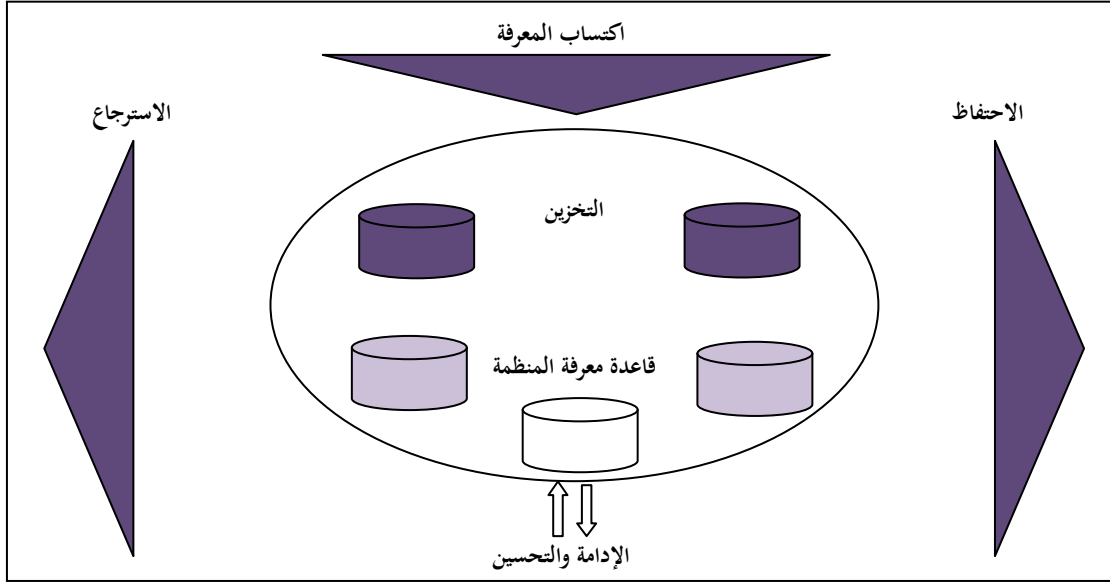 اكتساب المعرفة
الاحتفاظ
الاسترجاع
التخزين
قاعدة معرفة المنظمة
الإدامة والتحسين